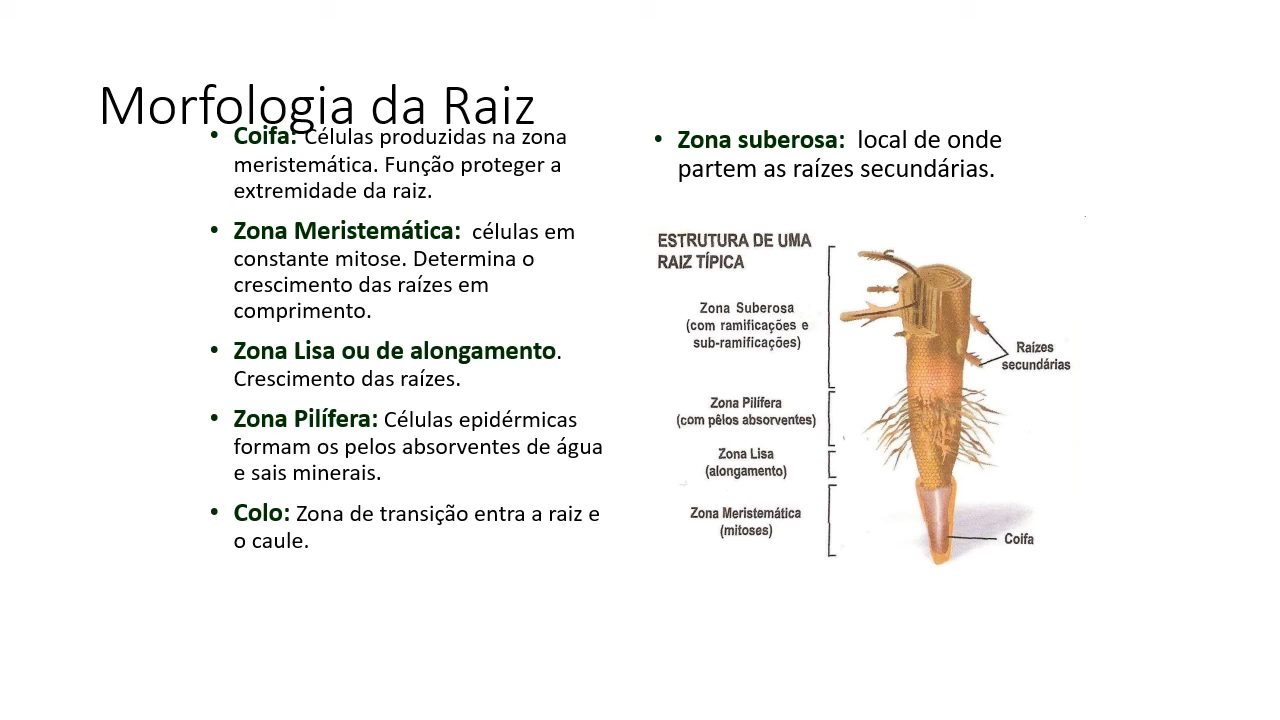 Morfologia da Raiz
• Coifa: Células produzidas na zona
meristemática. Função proteger a
extremidade da raiz.
• Zona Meristemática: células em
constante mitose. Determina o
crescimento das raízes em
comprimento.
• Zona Lisa ou de alongamento.
Crescimento das raízes.
• Zona Pilífera: Células epidérmicas
formam os pelos absorventes de água
e sais minerais.
• Colo: Zona de transição entra a raiz e
o caule.
• Zona suberosa: local de onde
partem as raízes secundárias.
ESTRUTURA DE UMA
RAIZ TÍPICA
Zona Suberosa
(com ramificações e
sub-ramificações)
Raízes
secundárias
Zona Pilífera
(com pêlos absorventes)
Zona Lisa
(alongamento)
Zona Meristemática
(mitoses)
Coifa